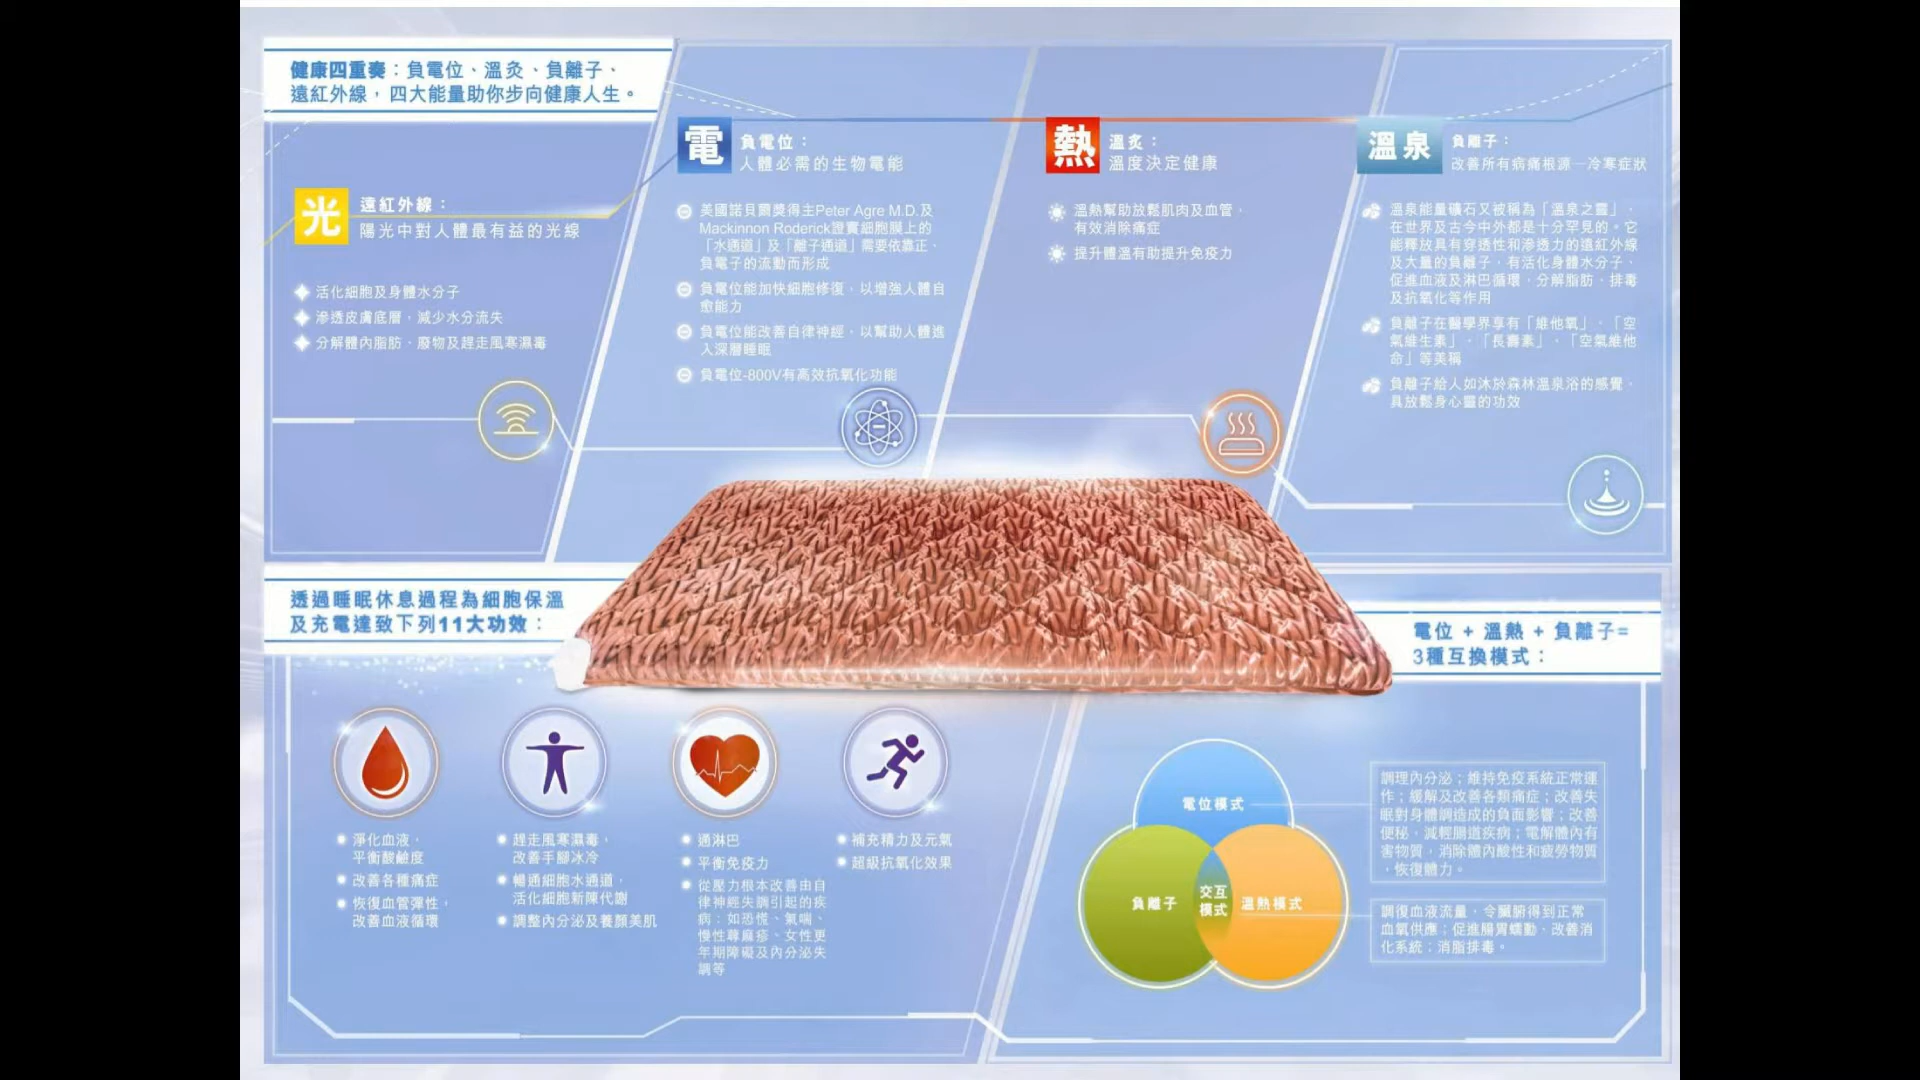 健康四重奏：負電位、溫灸、負離子、
遠紅外線，四大能量助你步向健康人生。
光
遠紅外線：
陽光中對人體最有益的光線
活化細胞及身體水分子
滲透皮膚底層，減少水分流失
分解體內脂肪、廢物及趕走風寒濕毒
電
負電位：
人體必需的生物電能
美國諾貝爾獎得主Peter Agre M.D.及
Mackinnon Roderick證實細胞膜上的
「水通道」及「離子通道」需要依靠正、
負電子的流動而形成
負電位能加快細胞修復，以增強人體自
愈能力
負電位能改善自律神經，以幫助人體進
入深層睡眠
負電位-800V有高效抗氧化功能
熱
溫炙：
溫度決定健康
溫熱幫助放鬆肌肉及血管，
有效消除痛症
提升體溫有助提升免疫力
溫泉
負離子：
改善所有病痛根源—冷寒症狀
溫泉能量礦石又被稱為「溫泉之靈」，
在世界及古今中外都是十分罕見的。它
能釋放具有穿透性和滲透力的遠紅外線
及大量的負離子，有活化身體水分子、
促進血液及淋巴循環，分解脂肪、排毒
及抗氧化等作用
負離子在醫學界享有「維他氧」、「空
氣維生素」、「長壽素」、「空氣維他
命」等美稱
負離子給人如沐於森林溫泉浴的感覺，
具放鬆身心靈的功效
透過睡眠休息過程為細胞保溫
及充電達致下列11大功效：
淨化血液，
平衡酸鹼度
改善各種痛症
恢復血管彈性，
改善血液循環
趕走風寒濕毒，
改善手腳冰冷
暢通細胞水通道，
活化細胞新陳代謝
調整內分泌及養顏美肌
通淋巴
平衡免疫力
從壓力根本改善由自
律神經失調引起的疾
病：如恐慌、氣喘、
慢性蕁麻疹、女性更
年期障礙及內分泌失
調等
補充精力及元氣
超級抗氧化效果
電位 + 溫熱 + 負離子=
3種互換模式：
電位模式
負離子
交互
模式
溫熱模式
調理內分泌；維持免疫系統正常運
作；緩解及改善各類痛症；改善失
眠對身體調造成的負面影響；改善
便秘，減輕腸道疾病；電解體內有
害物質，消除體內酸性和疲勞物質
，恢復體力。
調復血液流量，令臟腑得到正常
血氧供應；促進腸胃蠕動，改善消
化系統；消脂排毒。